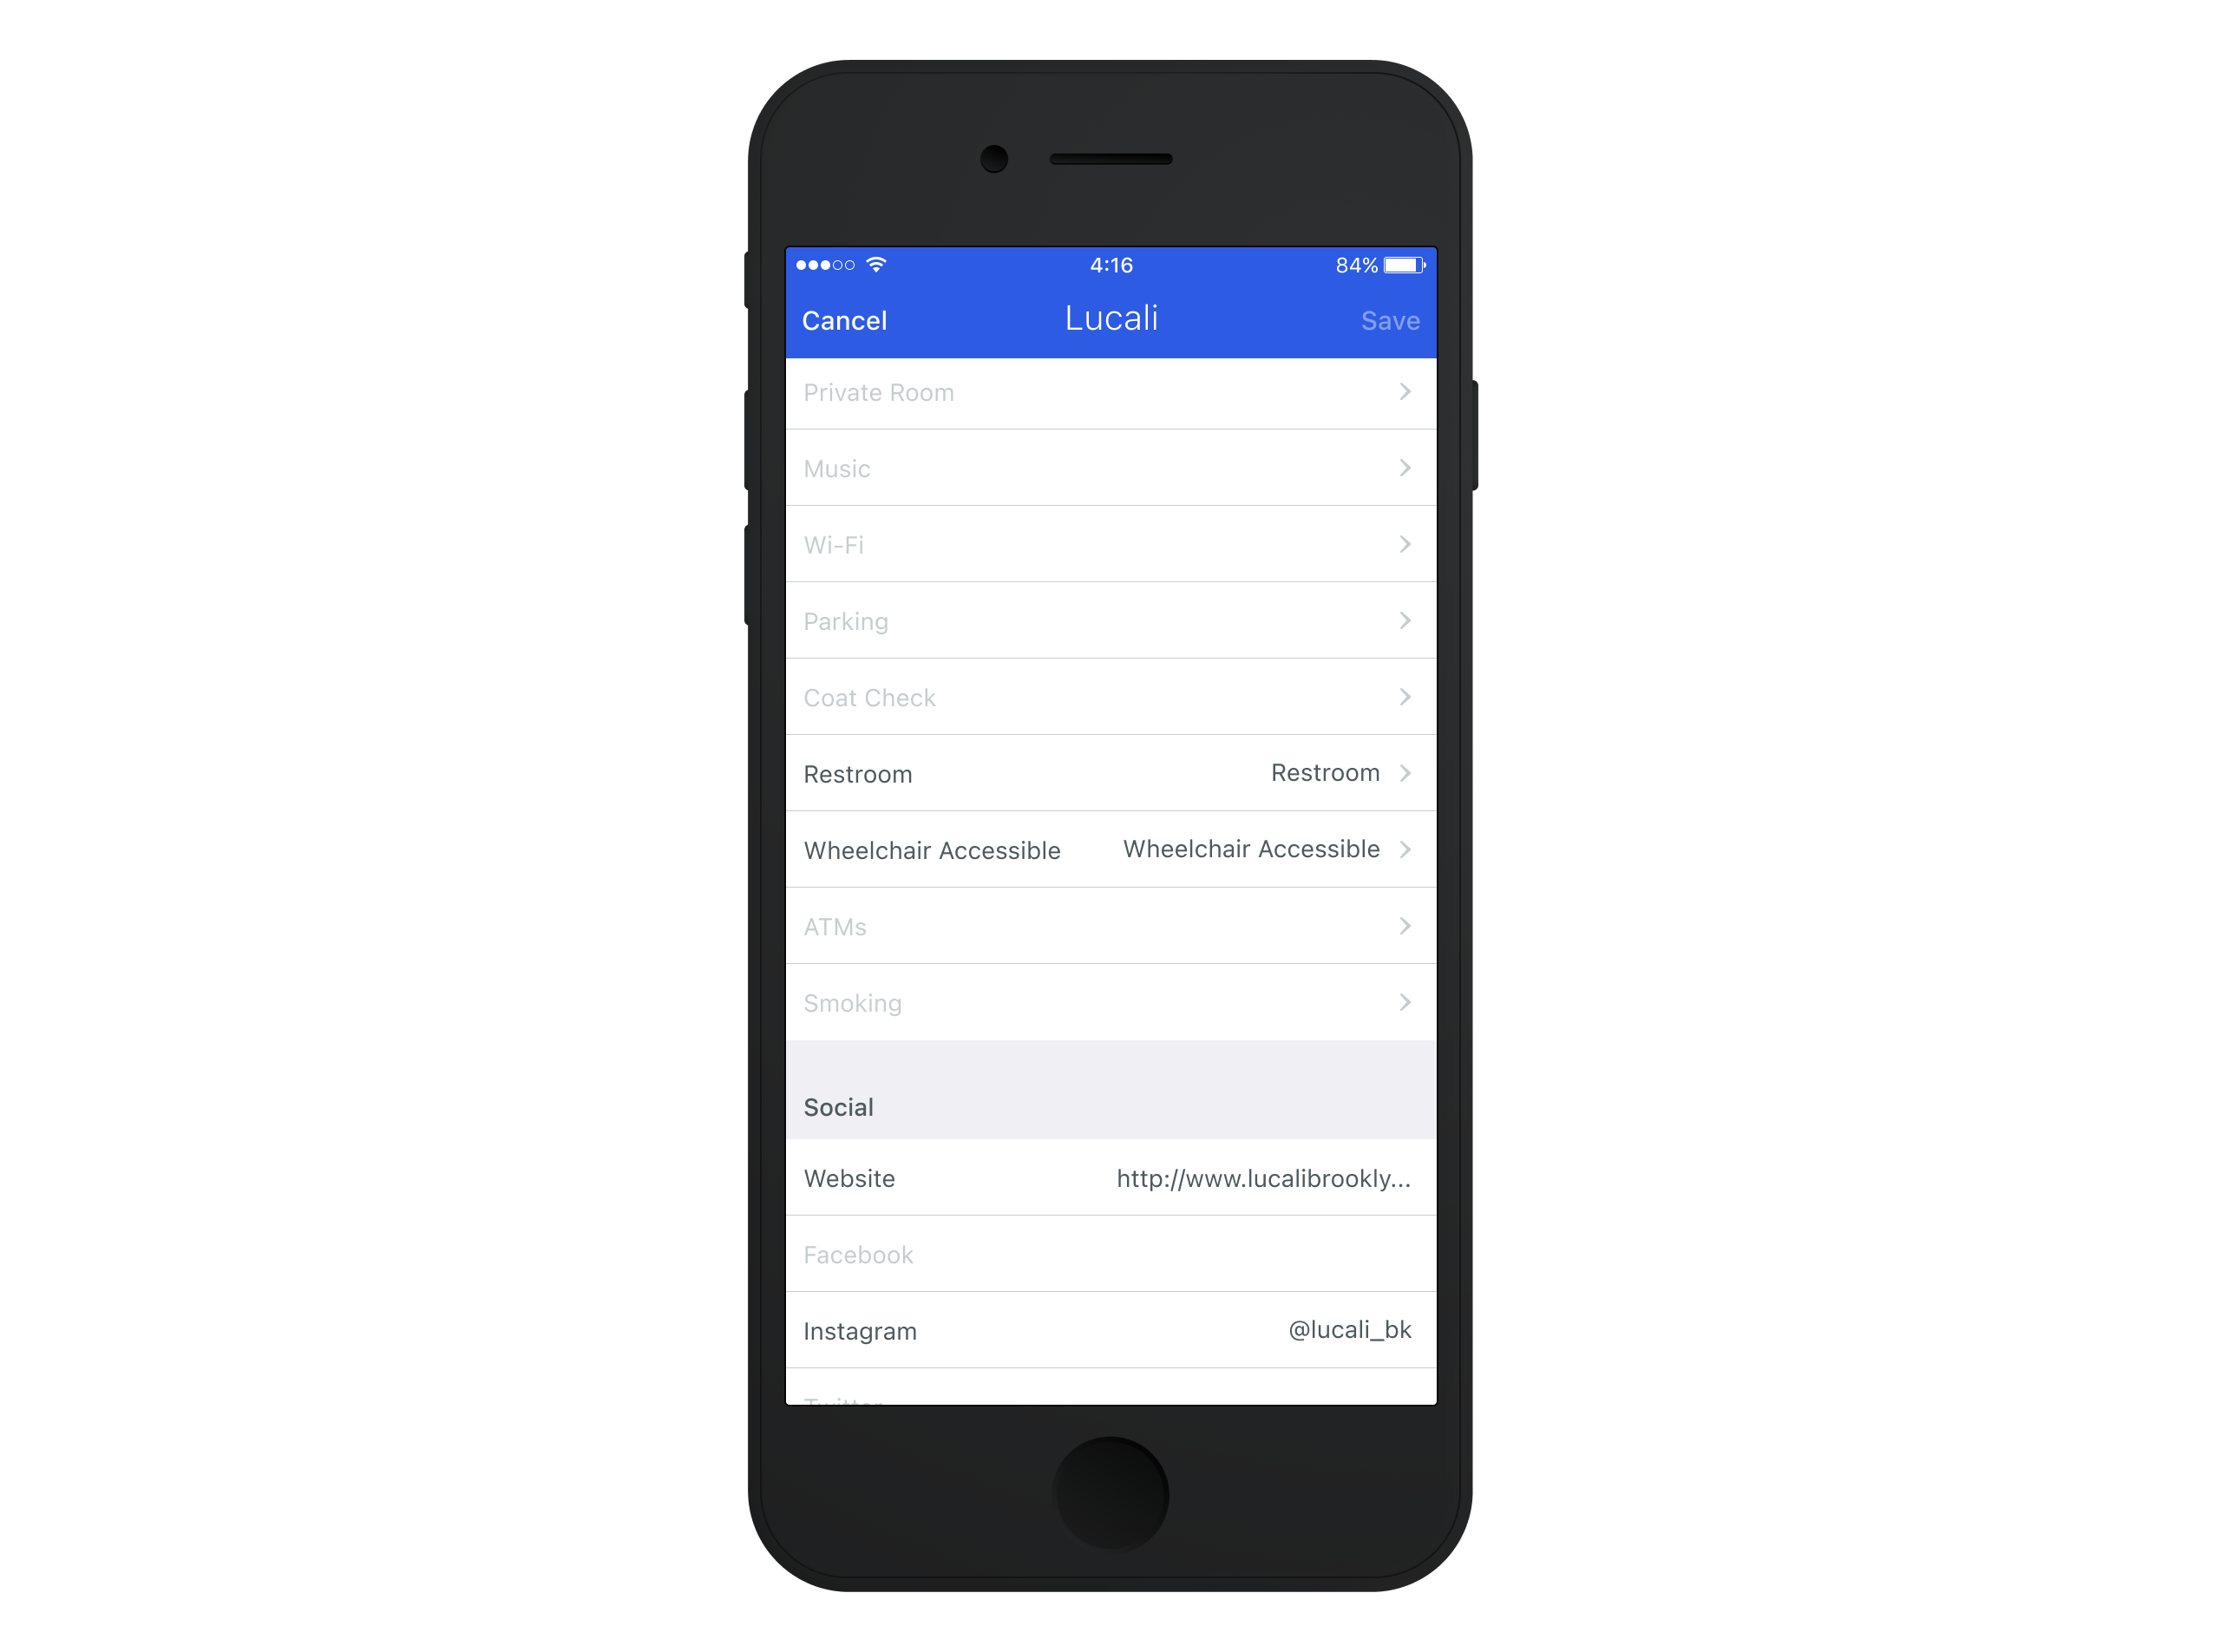 4:16 84%
Cancel Lucali Save
Private Room
Music
Wi-Fi
Parking
Coat Check
Restroom Restroom
Wheelchair Accessible Wheelchair Accessible
ATMs
Smoking
Social
Website http://www.lucalibrookly...
Facebook
Instagram @lucali_bk
Twitter